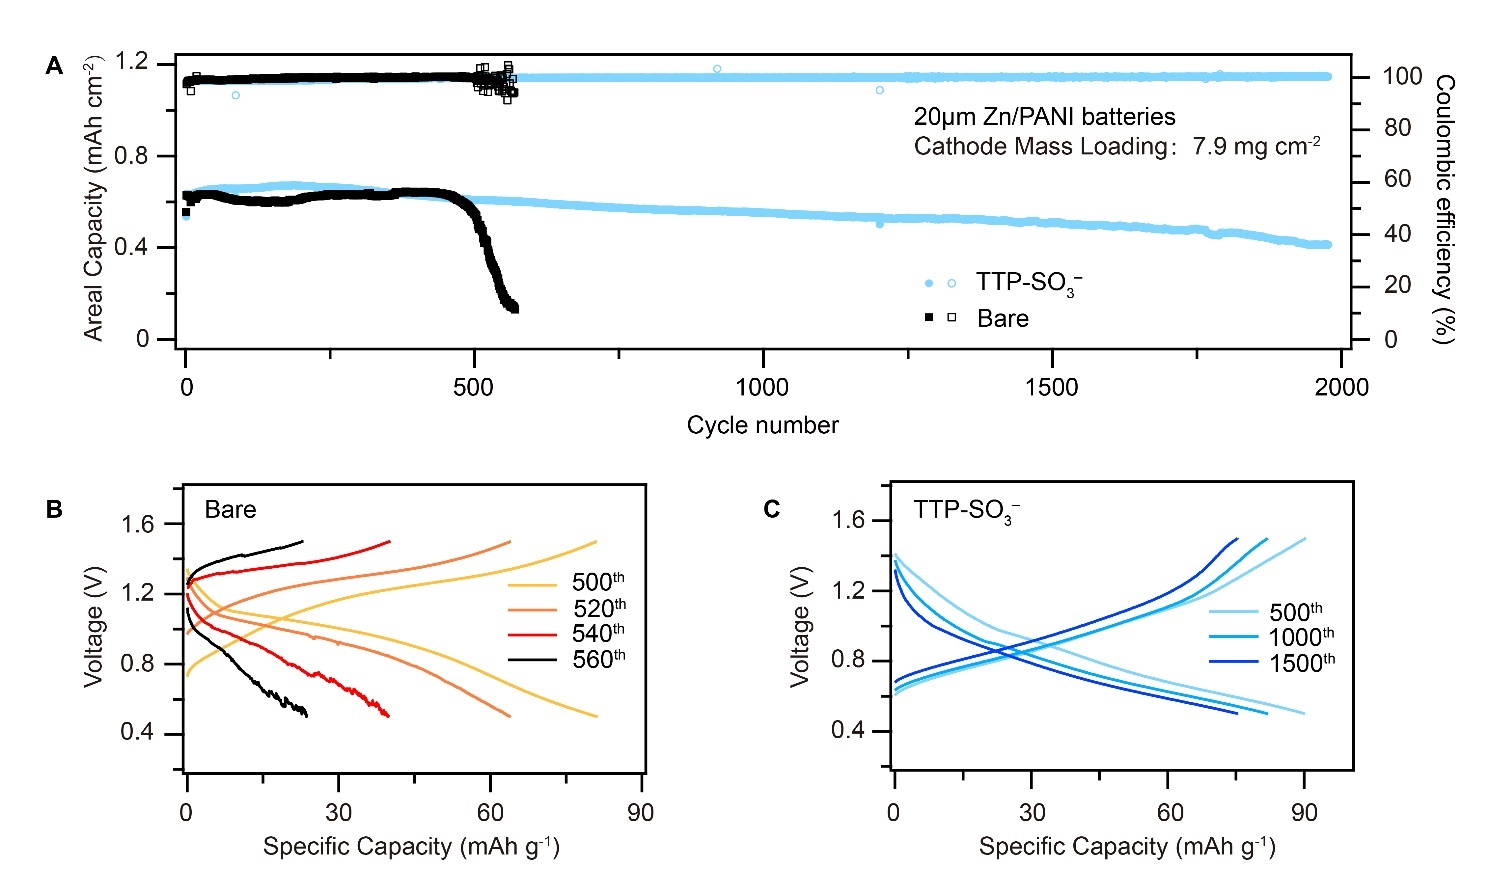 A
Areal Capacity (mAh cm⁻²)
1.2
0.8
0.4
0
100
80
60
40
20
0
Coulombic efficiency (%)
20μm Zn/PANI batteries
Cathode Mass Loading: 7.9 mg cm⁻²
TTP-SO₃⁻
Bare
0 500 1000 1500 2000
Cycle number
B
Bare
Voltage (V)
1.6
1.2
0.8
0.4
500th
520th
540th
560th
0 30 60 90
Specific Capacity (mAh g⁻¹)
C
TTP-SO₃⁻
Voltage (V)
1.6
1.2
0.8
0.4
500th
1000th
1500th
0 30 60 90
Specific Capacity (mAh g⁻¹)